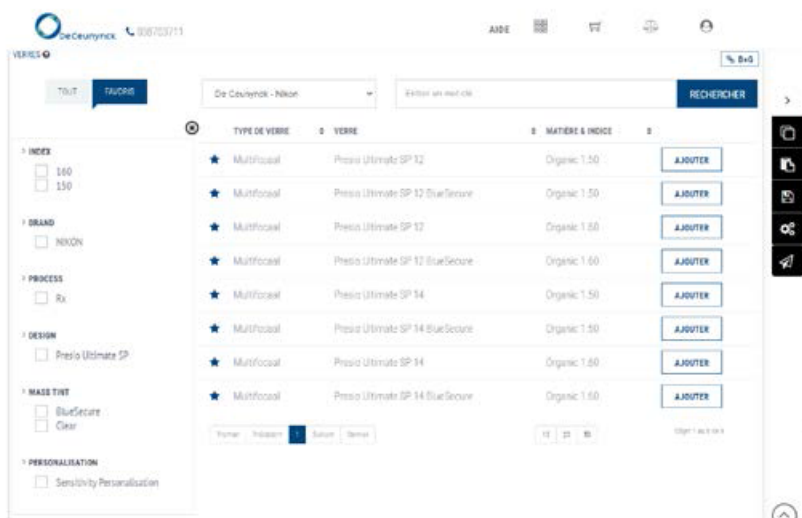 DeCeunynck
AIDE
VERRES
D+G
TOUT
FAVORIS
De Ceunynck - Nikon
Entrer un mot clé
RECHERCHER
TYPE DE VERRE VERRE MATIÈRE & INDICE
Multifocaal Presio Ultimate SP 12 Organic 1.50 AJOUTER
Multifocaal Presio Ultimate SP 12 BlueSecure Organic 1.50 AJOUTER
Multifocaal Presio Ultimate SP 12 Organic 1.60 AJOUTER
Multifocaal Presio Ultimate SP 12 BlueSecure Organic 1.60 AJOUTER
Multifocaal Presio Ultimate SP 14 Organic 1.50 AJOUTER
Multifocaal Presio Ultimate SP 14 BlueSecure Organic 1.50 AJOUTER
Multifocaal Presio Ultimate SP 14 Organic 1.60 AJOUTER
Multifocaal Presio Ultimate SP 14 BlueSecure Organic 1.60 AJOUTER
INDEX
160
150
BRAND
NIKON
PROCESS
Rx
DESIGN
Presio Ultimate SP
MASS TINT
BlueSecure
Clear
PERSONALISATION
Sensitivity Personalisation
1